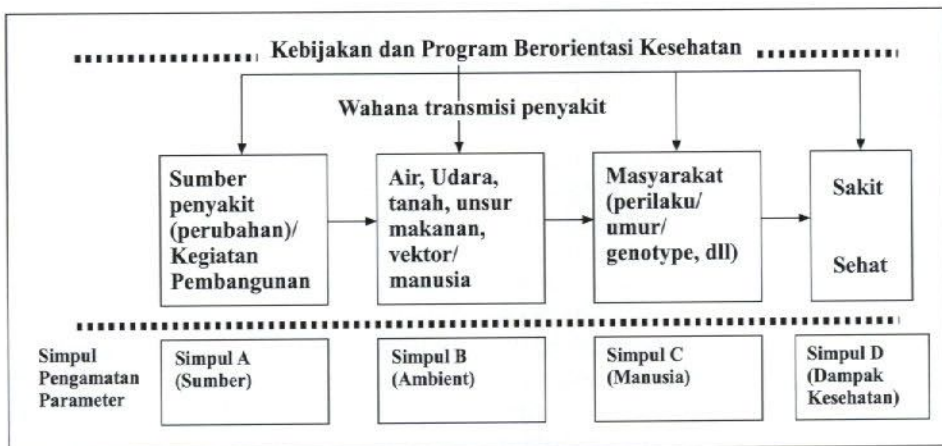 Kebijakan dan Program Berorientasi Kesehatan
Wahana transmisi penyakit
Sumber
penyakit
(perubahan)/
Kegiatan
Pembangunan
Air, Udara,
tanah, unsur
makanan,
vektor/
manusia
Masyarakat
(perilaku/
umur/
genotype, dll)
Sakit
Sehat
Simpul
Pengamatan
Parameter
Simpul A
(Sumber)
Simpul B
(Ambient)
Simpul C
(Manusia)
Simpul D
(Dampak
Kesehatan)